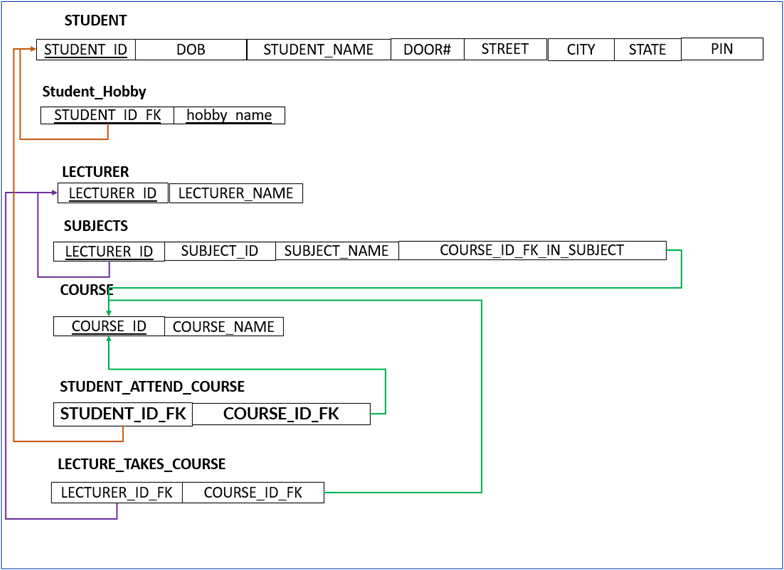 STUDENT
STUDENT_ID DOB STUDENT_NAME DOOR# STREET CITY STATE PIN
Student_Hobby
STUDENT_ID_FK hobby_name
LECTURER
LECTURER_ID LECTURER_NAME
SUBJECTS
LECTURER_ID SUBJECT_ID SUBJECT_NAME COURSE_ID_FK_IN_SUBJECT
COURSE
COURSE_ID COURSE_NAME
STUDENT_ATTEND_COURSE
STUDENT_ID_FK COURSE_ID_FK
LECTURE_TAKES_COURSE
LECTURER_ID_FK COURSE_ID_FK